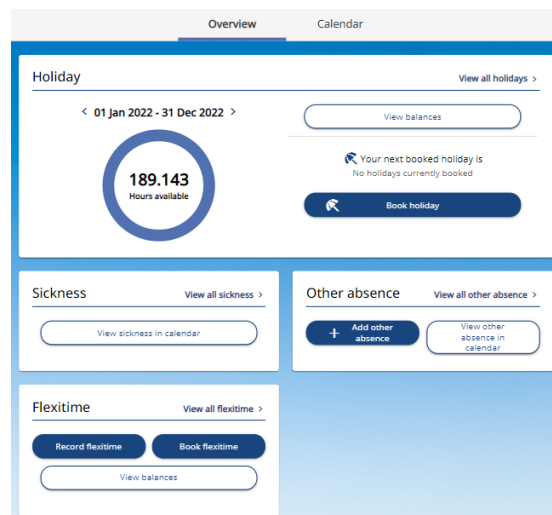 Overview
Calendar
Holiday
View all holidays >
< 01 Jan 2022 - 31 Dec 2022 >
189.143
Hours available
View balances
Your next booked holiday is
No holidays currently booked
Book holiday
Sickness
View all sickness >
View sickness in calendar
Other absence
View all other absence >
+ Add other
absence
View other
absence in
calendar
Flexitime
View all flexitime >
Record flexitime
Book flexitime
View balances